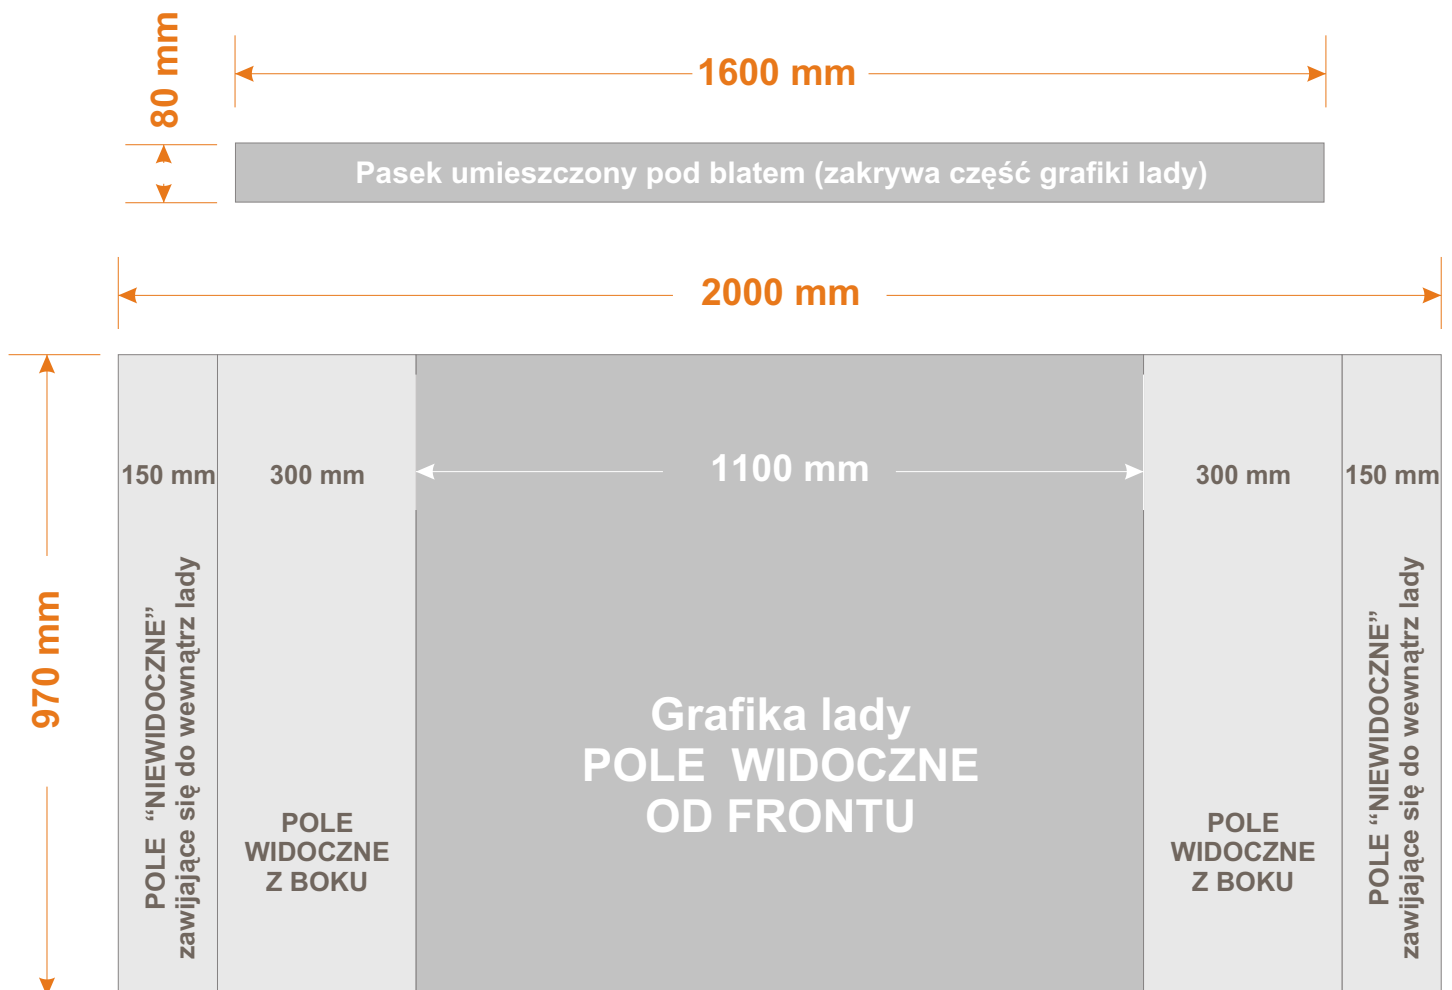 80 mm
1600 mm
Pasek umieszczony pod blatem (zakrywa część grafiki lady)
2000 mm
970 mm
150 mm
300 mm
1100 mm
300 mm
150 mm
POLE “NIEWIDOCZNE”
zawijające się do wewnątrz lady
POLE
WIDOCZNE
Z BOKU
Grafika lady
POLE WIDOCZNE
OD FRONTU
POLE
WIDOCZNE
Z BOKU
POLE “NIEWIDOCZNE”
zawijające się do wewnątrz lady